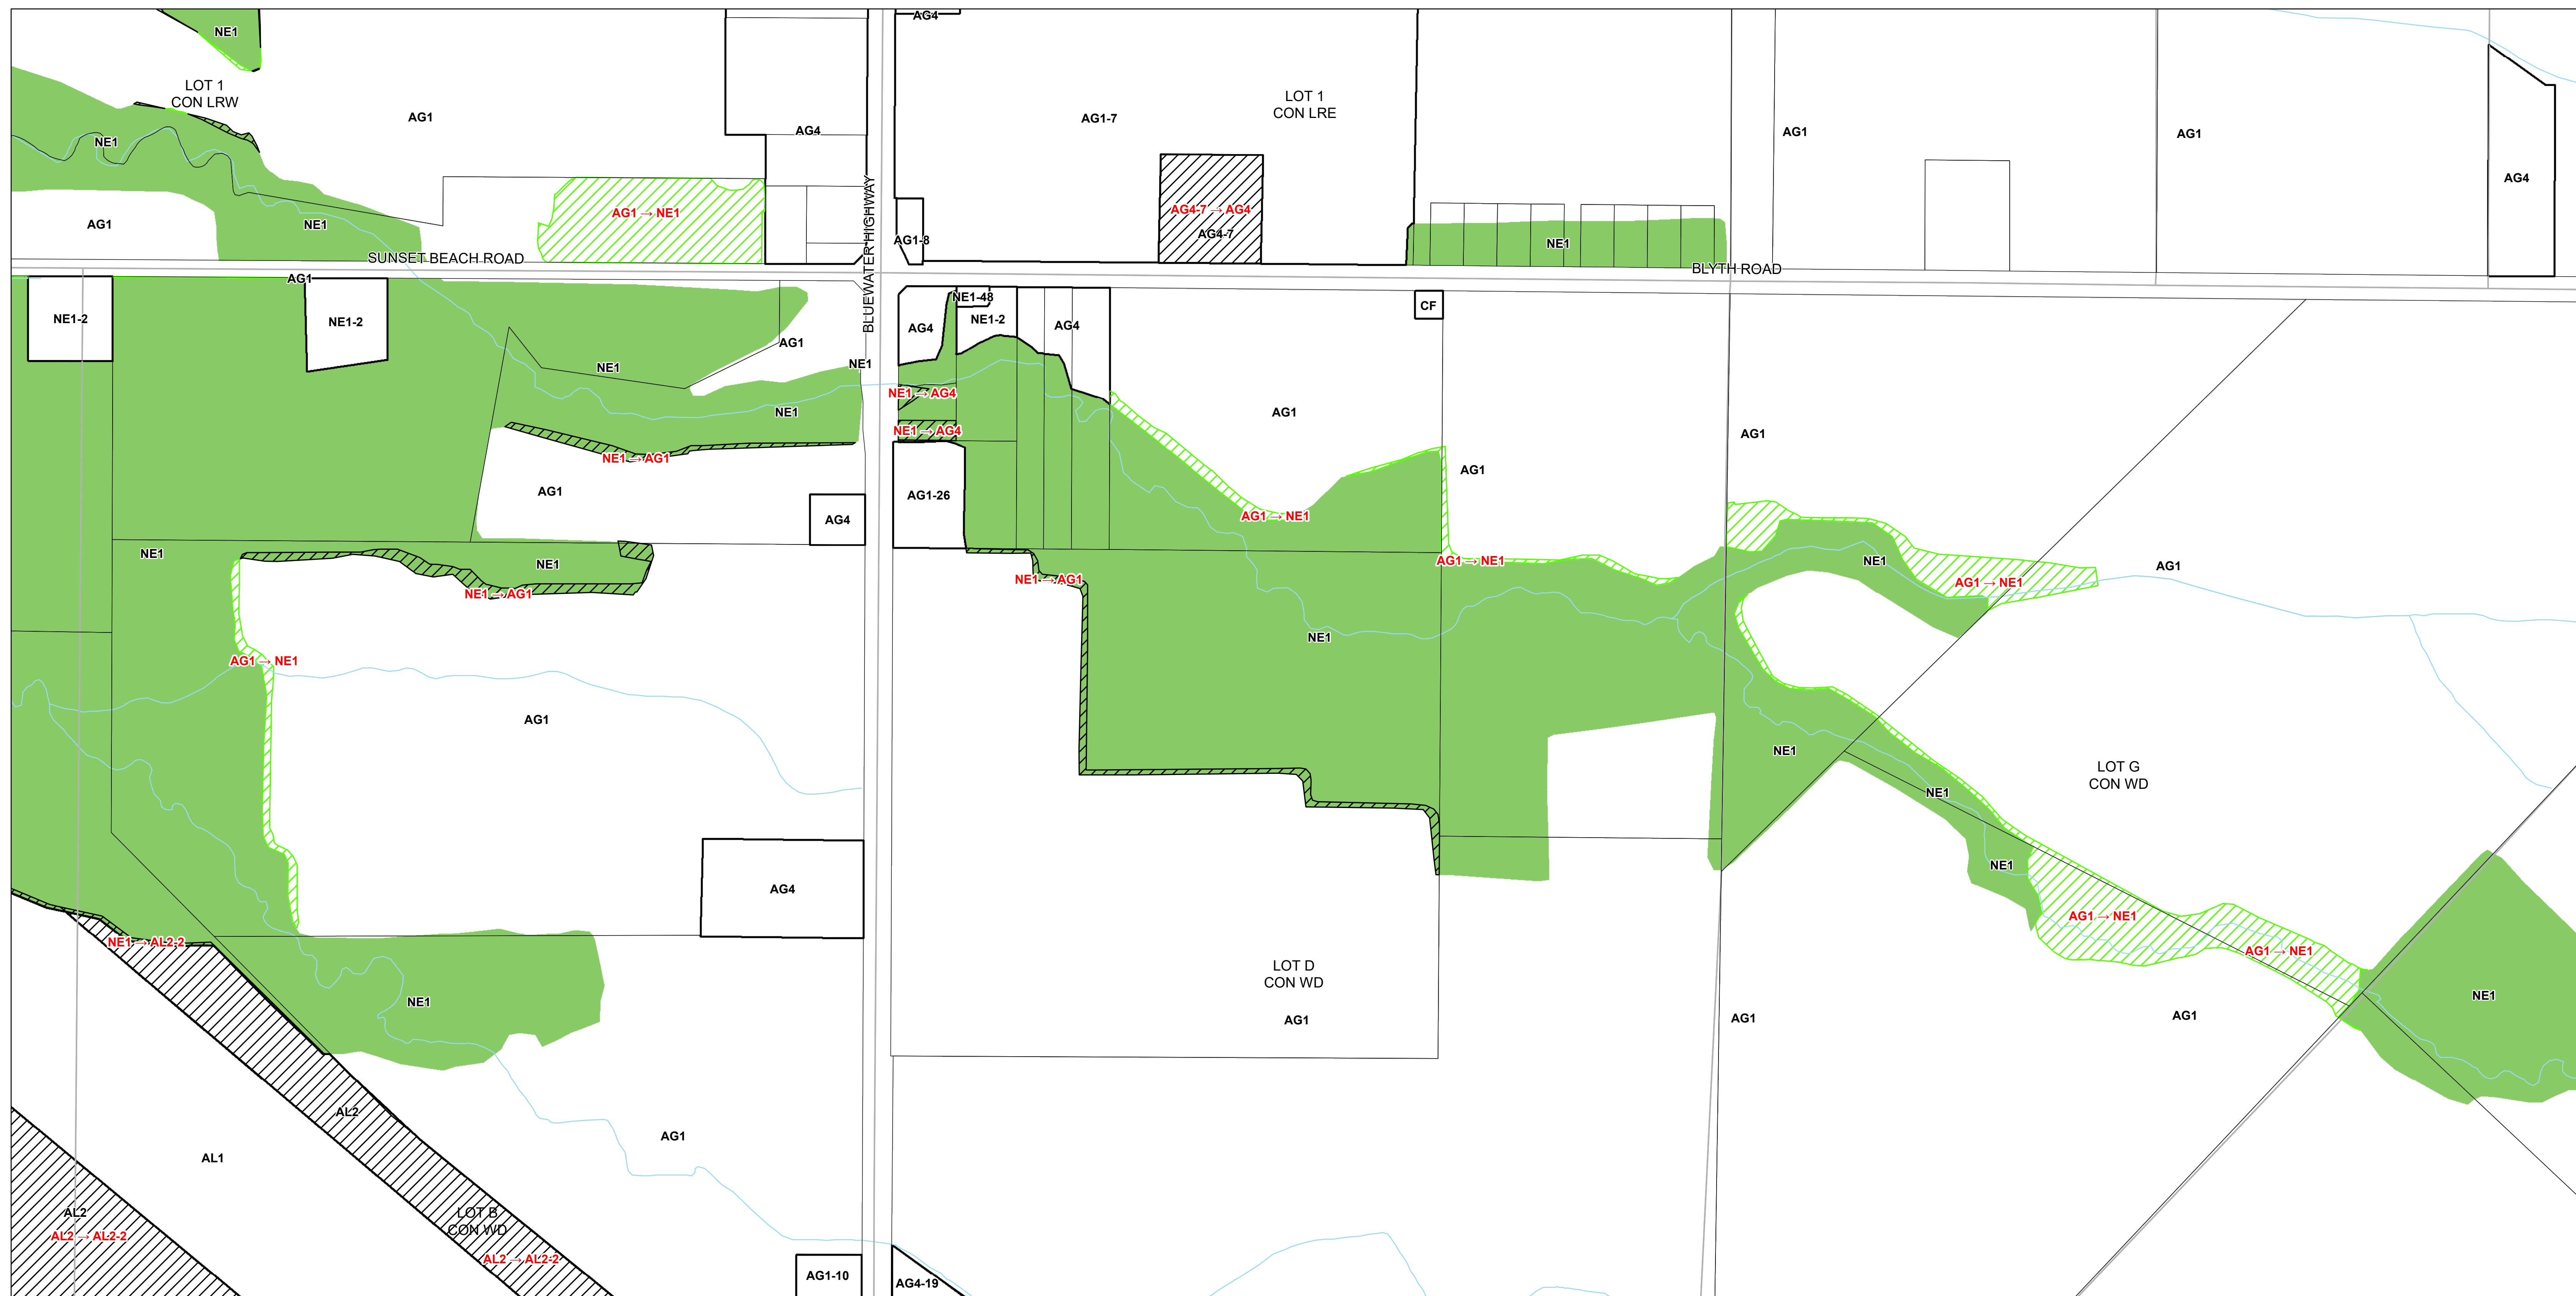 AG4
NE1
LOT 1
CON LRW
AG1
AG4
AG1-7
LOT 1
CON LRE
AG1
AG1
AG4
NE1
AG1
NE1
AG1 → NE1
BLUEWATER HIGHWAY
AG1-8
AG4-7 → AG4
AG4-7
NE1
SUNSET BEACH ROAD
BLYTH ROAD
AG1
NE1-2
NE1-2
NE1
AG1
NE1
NE1
AG4
NE1-48
NE1-2
AG4
CF
NE1 → AG4
NE1 → AG4
AG1
AG1
AG1
NE1 → AG1
AG1
AG4
AG1-26
AG1 → NE1
NE1
NE1
NE1 → AG1
NE1 → AG1
AG1 → NE1
NE1
AG1 → NE1
AG1
AG1 → NE1
NE1
AG1
NE1
NE1
LOT G
CON WD
AG4
NE1
AG1 → NE1
AG1 → NE1
NE1 → AL2-2
NE1
LOT D
CON WD
AG1
AG1
AG1
NE1
AL2
AG1
AL1
AL2
AL2 → AL2-2
LOT B
CON WD
AL2 → AL2-2
AG1-10
AG4-19